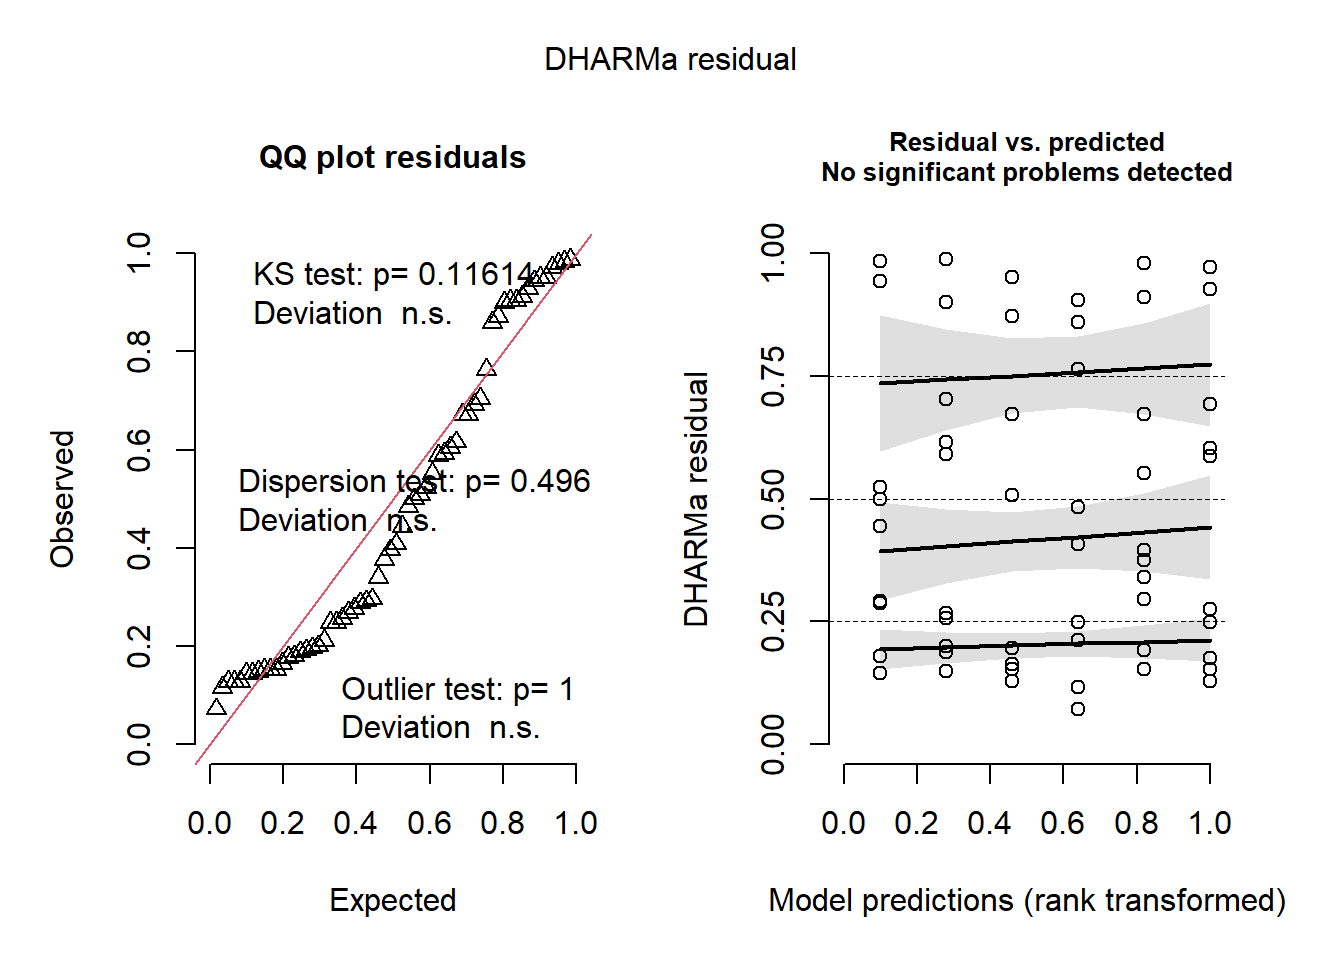 DHARMa residual
QQ plot residuals
KS test: p= 0.11614
Deviation  n.s.
Dispersion test: p= 0.496
Deviation  n.s.
Outlier test: p= 1
Deviation  n.s.
Observed
0.0 0.2 0.4 0.6 0.8 1.0
0.0 0.2 0.4 0.6 0.8 1.0
Expected
Residual vs. predicted
No significant problems detected
DHARMa residual
0.00 0.25 0.50 0.75 1.00
0.0 0.2 0.4 0.6 0.8 1.0
Model predictions (rank transformed)